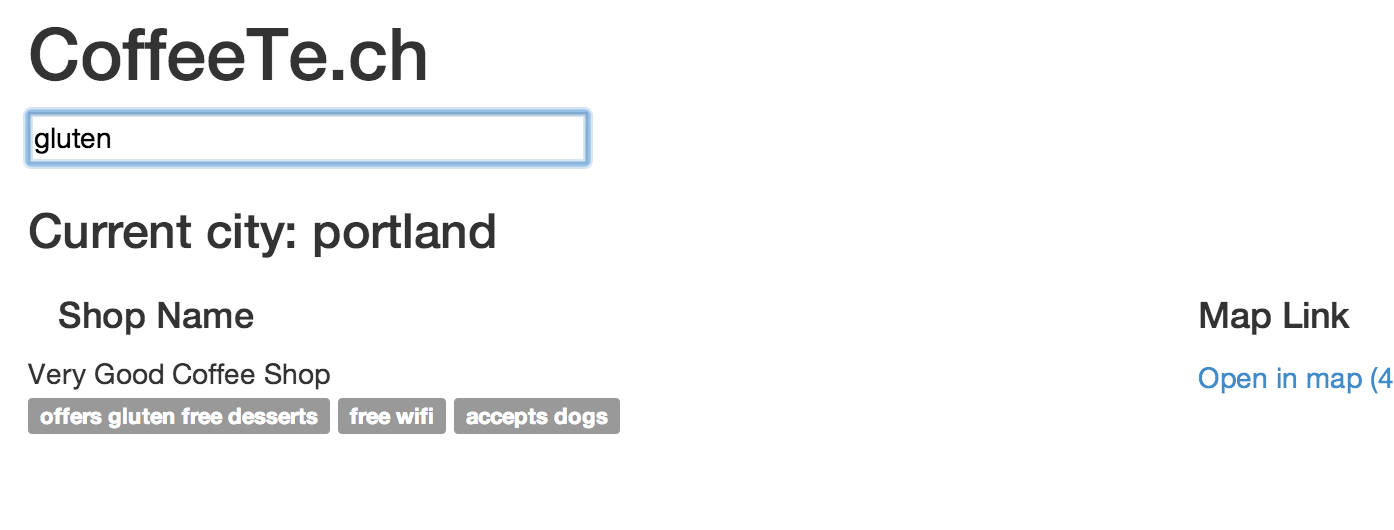 CoffeeTe.ch
gluten
Current city: portland
Shop Name Map Link
Very Good Coffee Shop Open in map (4
offers gluten free desserts free wifi accepts dogs